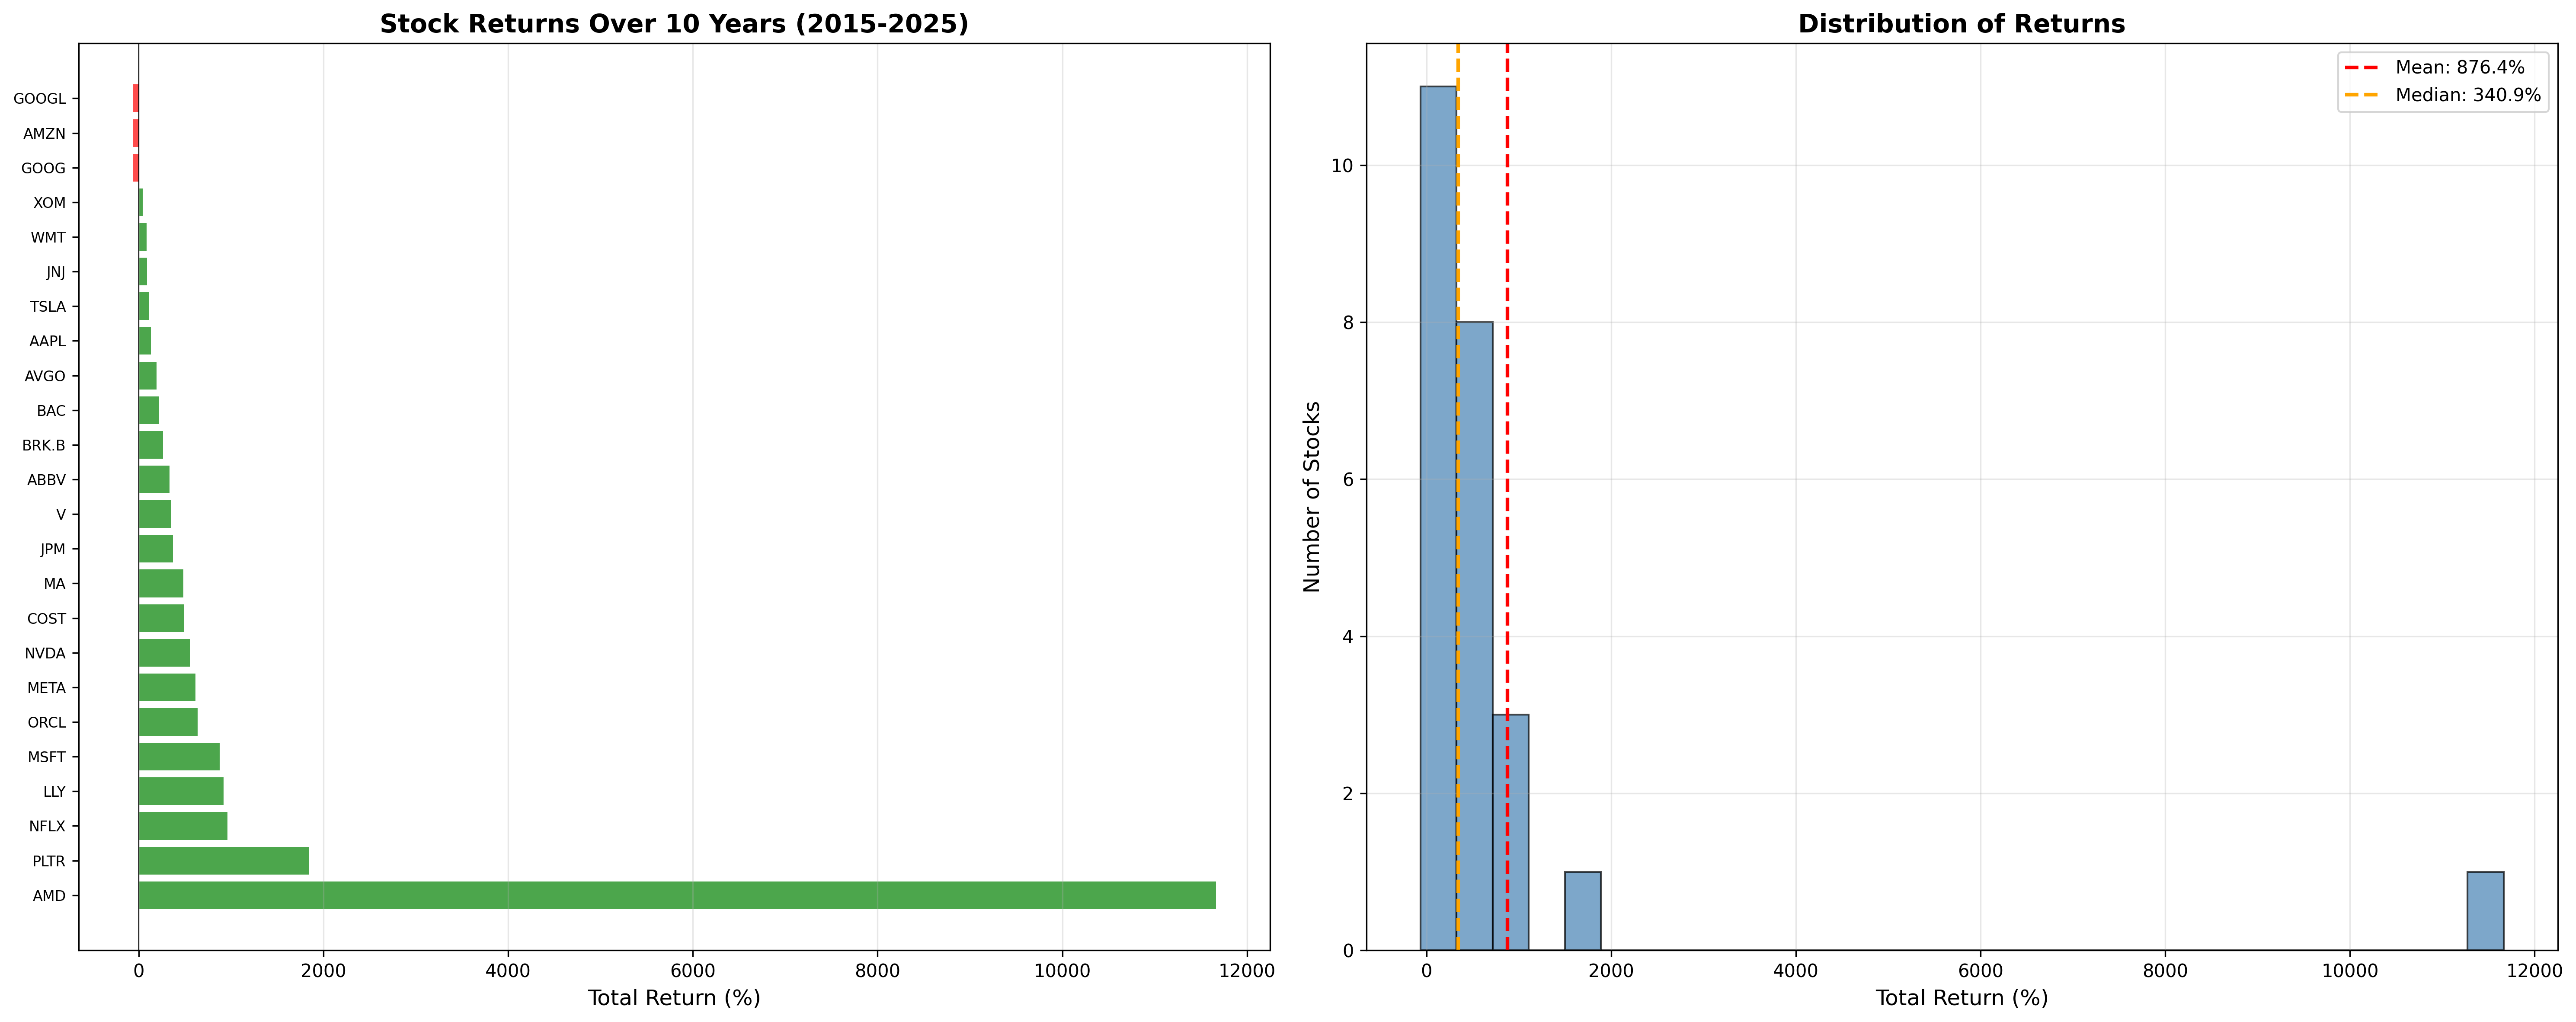 Stock Returns Over 10 Years (2015-2025)
GOOGL
AMZN
GOOG
XOM
WMT
JNJ
TSLA
AAPL
AVGO
BAC
BRK.B
ABBV
V
JPM
MA
COST
NVDA
META
ORCL
MSFT
LLY
NFLX
PLTR
AMD
0 2000 4000 6000 8000 10000 12000
Total Return (%)
Distribution of Returns
Mean: 876.4%
Median: 340.9%
Number of Stocks
10
8
6
4
2
0
0 2000 4000 6000 8000 10000 12000
Total Return (%)